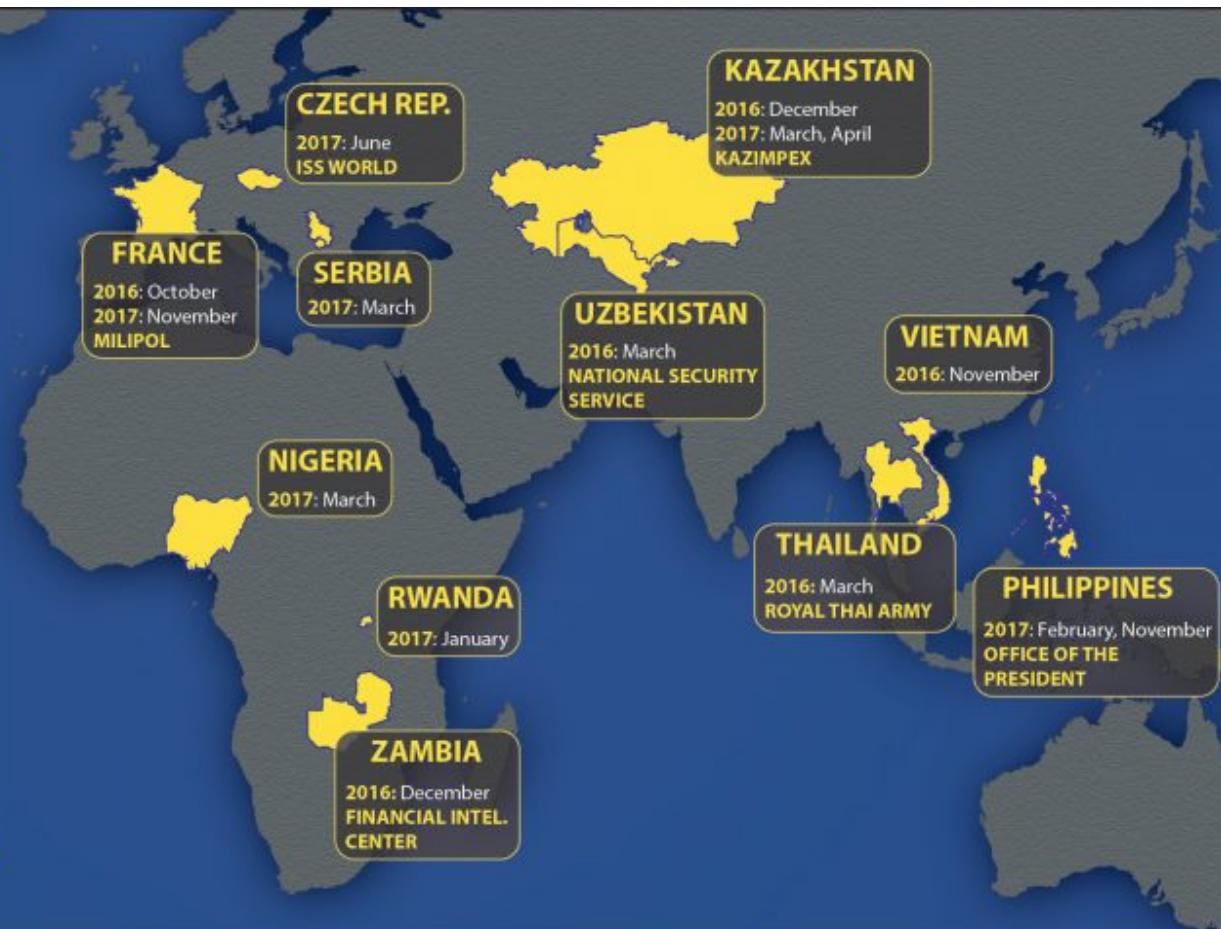 CZECH REP.
2017: June
ISS WORLD
KAZAKHSTAN
2016: December
2017: March, April
KAZIMPEX
FRANCE
2016: October
2017: November
MILIPOL
SERBIA
2017: March
UZBEKISTAN
2016: March
NATIONAL SECURITY
SERVICE
VIETNAM
2016: November
NIGERIA
2017: March
THAILAND
2016: March
ROYAL THAI ARMY
PHILIPPINES
2017: February, November
OFFICE OF THE
PRESIDENT
RWANDA
2017: January
ZAMBIA
2016: December
FINANCIAL INTEL.
CENTER